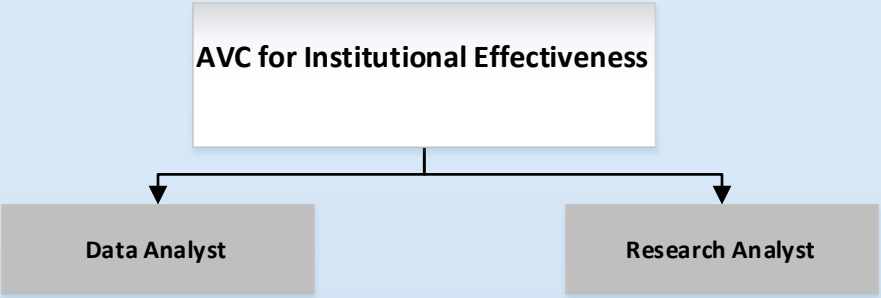 AVC for Institutional Effectiveness
Data Analyst
Research Analyst